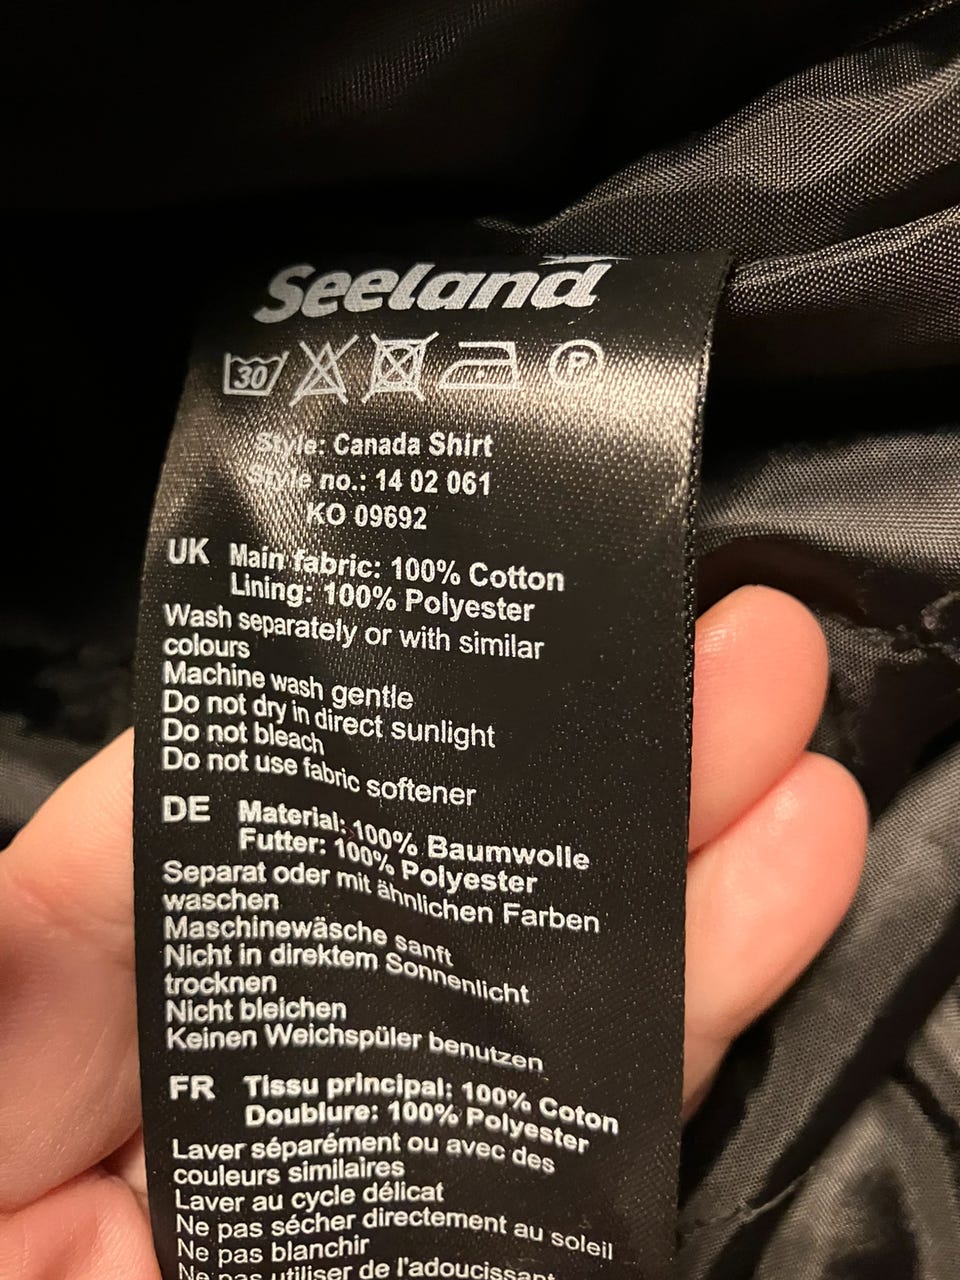 Seeland
30 P
Style: Canada Shirt
Style no.: 14 02 061
KO 09692
UK Main fabric: 100% Cotton
Lining: 100% Polyester
Wash separately or with similar
colours
Machine wash gentle
Do not dry in direct sunlight
Do not bleach
Do not use fabric softener
DE Material: 100% Baumwolle
Futter: 100% Polyester
Separat oder mit ähnlichen Farben
waschen
Maschinewäsche sanft
Nicht in direktem Sonnenlicht
trocknen
Nicht bleichen
Keinen Weichspüler benutzen
FR Tissu principal: 100% Coton
Doublure: 100% Polyester
Laver séparément ou avec des
couleurs similaires
Laver au cycle délicat
Ne pas sécher directement au soleil
Ne pas blanchir
Ne pas utiliser de l'adoucissant